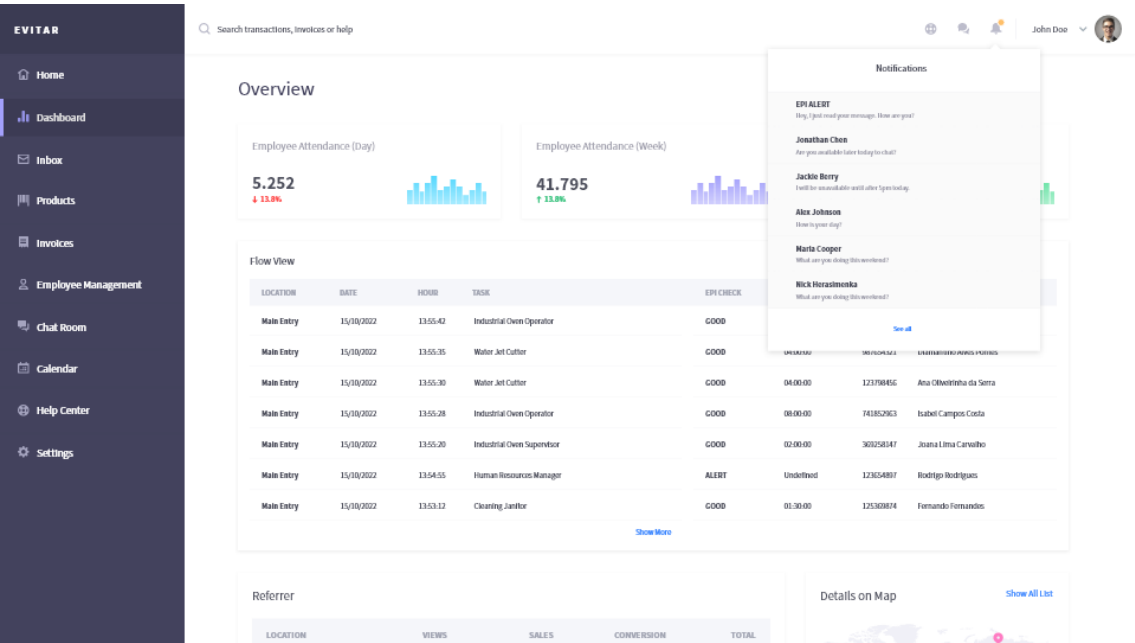 EVITAR
Search transactions, invoices or help
John Doe
Home
Dashboard
Inbox
Products
Invoices
Employee Management
Chat Room
Calendar
Help Center
Settings
Overview
Employee Attendance (Day)
5.252
↓ 13.8%
Employee Attendance (Week)
41.795
↑ 13.8%
Notifications
EPI ALERT
Hey, I just read your message. How are you?
Jonathan Chen
Are you available later today to chat?
Jackie Berry
I will be unavailable until after 5pm today.
Alex Johnson
How is your day?
Maria Cooper
What are you doing this weekend?
Nick Herasimenka
What are you doing this weekend?
See all
Flow View
LOCATION DATE HOUR TASK EPI CHECK
Main Entry 15/10/2022 13:55:42 Industrial Oven Operator GOOD
Main Entry 15/10/2022 13:55:35 Water Jet Cutter GOOD 04:00:00 987654321
Main Entry 15/10/2022 13:55:30 Water Jet Cutter GOOD 04:00:00 123798456 Ana Oliveirinha da Serra
Main Entry 15/10/2022 13:55:28 Industrial Oven Operator GOOD 08:00:00 741852963 Isabel Campos Costa
Main Entry 15/10/2022 13:55:20 Industrial Oven Supervisor GOOD 02:00:00 369258147 Joana Lima Carvalho
Main Entry 15/10/2022 13:54:55 Human Resources Manager ALERT Undefined 123654897 Rodrigo Rodrigues
Main Entry 15/10/2022 13:53:12 Cleaning Janitor GOOD 01:30:00 125369874 Fernando Fernandes
Show More
Referrer
LOCATION VIEWS SALES CONVERSION TOTAL
Details on Map
Show All List